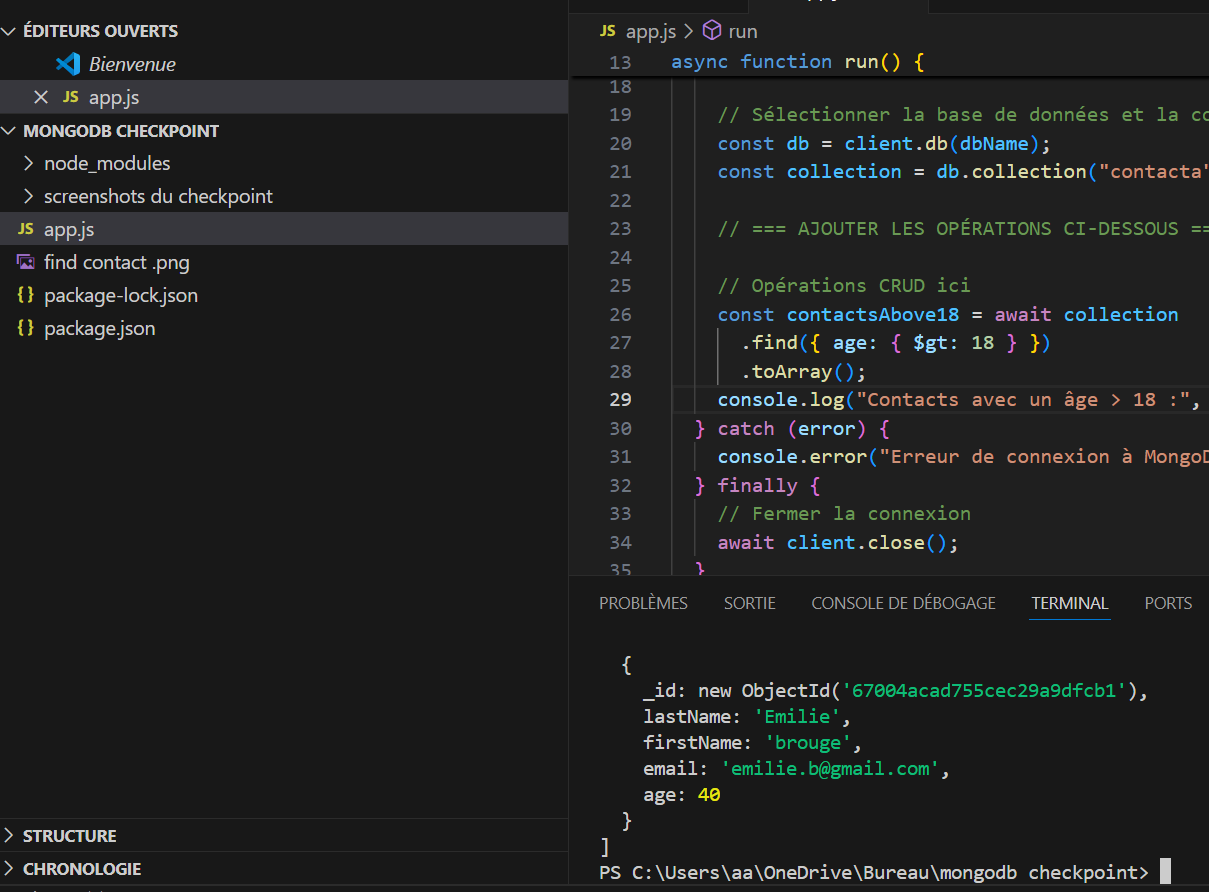 ÉDITEURS OUVERTS
Bienvenue
JS app.js
MONGODB CHECKPOINT
node_modules
screenshots du checkpoint
JS app.js
find contact .png
{} package-lock.json
{} package.json
STRUCTURE
CHRONOLOGIE
JS app.js > run
13 async function run() {
18
19 // Sélectionner la base de données et la
20 const db = client.db(dbName);
21 const collection = db.collection("contacta"
22
23 // === AJOUTER LES OPÉRATIONS CI-DESSOUS ==
24
25 // Opérations CRUD ici
26 const contactsAbove18 = await collection
27 .find({ age: { $gt: 18 } })
28 .toArray();
29 console.log("Contacts avec un âge > 18 :",
30 } catch (error) {
31 console.error("Erreur de connexion à Mongo
32 } finally {
33 // Fermer la connexion
34 await client.close();
35 }
PROBLÈMES SORTIE CONSOLE DE DÉBOGAGE TERMINAL PORTS
{
_id: new ObjectId('67004acad755cec29a9dfcb1'),
lastName: 'Emilie',
firstName: 'brouge',
email: 'emilie.b@gmail.com',
age: 40
}
]
PS C:\Users\aa\OneDrive\Bureau\mongodb checkpoint>